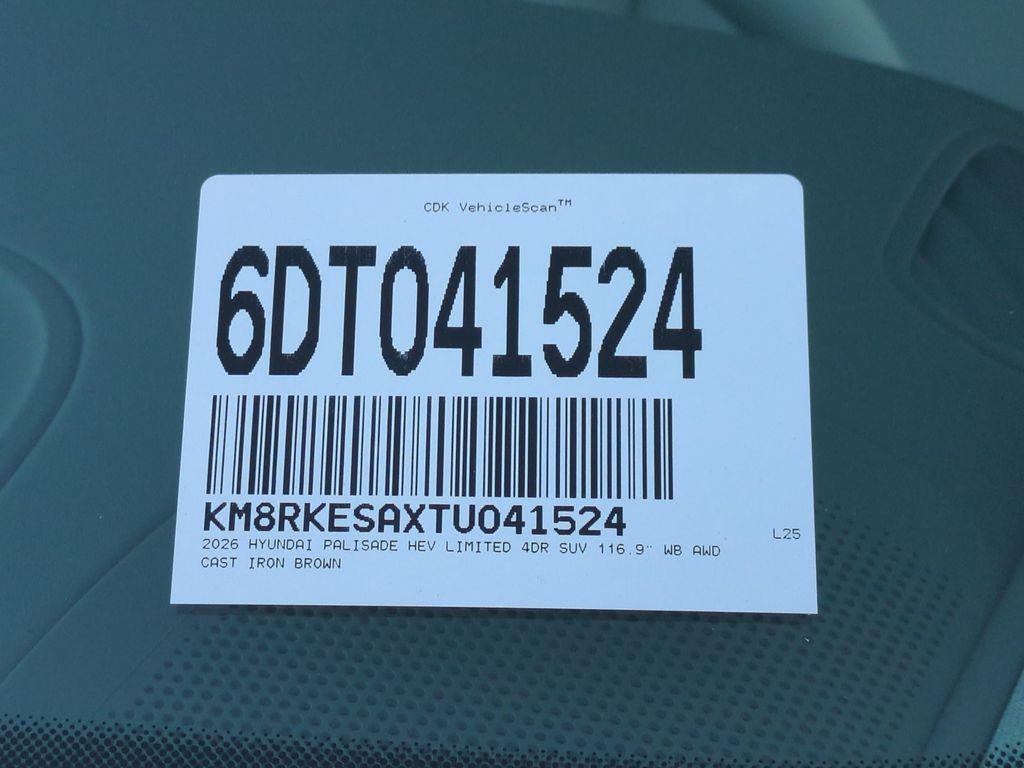 CDK VehicleScan™
6DT041524
KM8RKESAXTU041524
L25
2026 HYUNDAI PALISADE HEV LIMITED 4DR SUV 116.9" WB AWD
CAST IRON BROWN